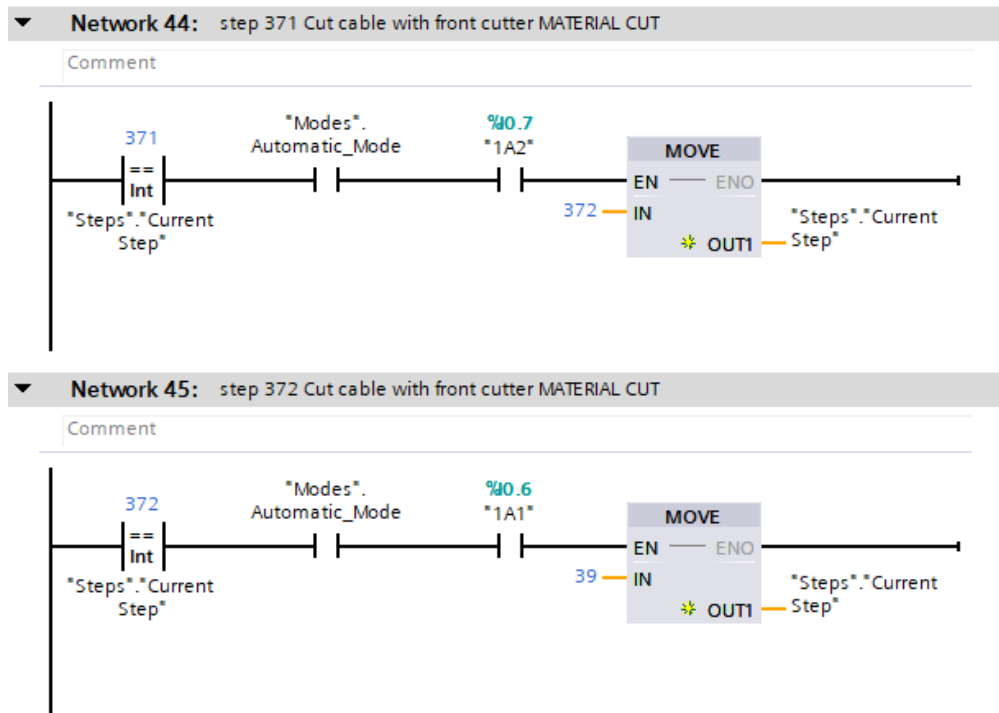 Network 44: step 371 Cut cable with front cutter MATERIAL CUT
Comment
371
==
Int
"Steps"."Current
Step"
"Modes".
Automatic_Mode
%I0.7
"1A2"
MOVE
EN ENO
372 IN
OUT1
"Steps"."Current
Step"
Network 45: step 372 Cut cable with front cutter MATERIAL CUT
Comment
372
==
Int
"Steps"."Current
Step"
"Modes".
Automatic_Mode
%I0.6
"1A1"
MOVE
EN ENO
39 IN
OUT1
"Steps"."Current
Step"